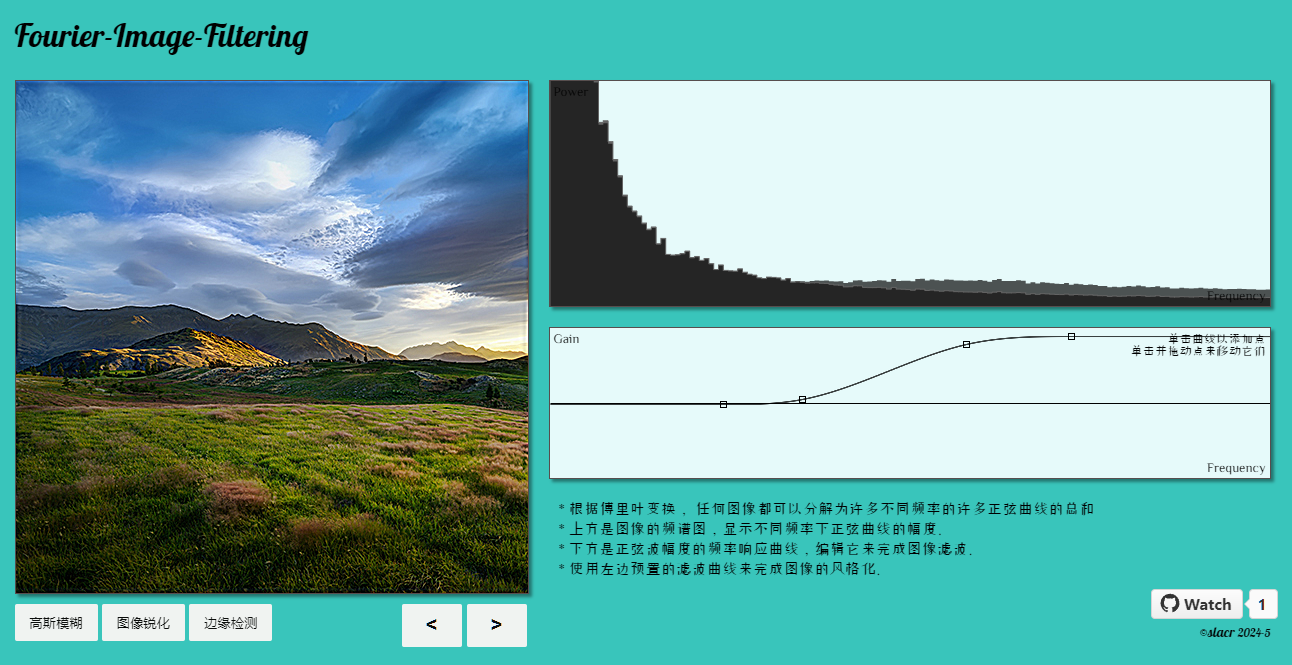 Fourier-Image-Filtering
Power
Frequency
Gain
单击曲线以添加点
单击并拖动点来移动它们
Frequency
* 根据傅里叶变换，任何图像都可以分解为许多不同频率的许多正弦曲线的总和
* 上方是图像的频谱图，显示不同频率下正弦曲线的幅度。
* 下方是正弦波幅度的频率响应曲线，编辑它来完成图像滤波。
* 使用左边预置的滤波曲线来完成图像的风格化。
高斯模糊 图像锐化 边缘检测 < >
Watch 1
©slacr 2024-5